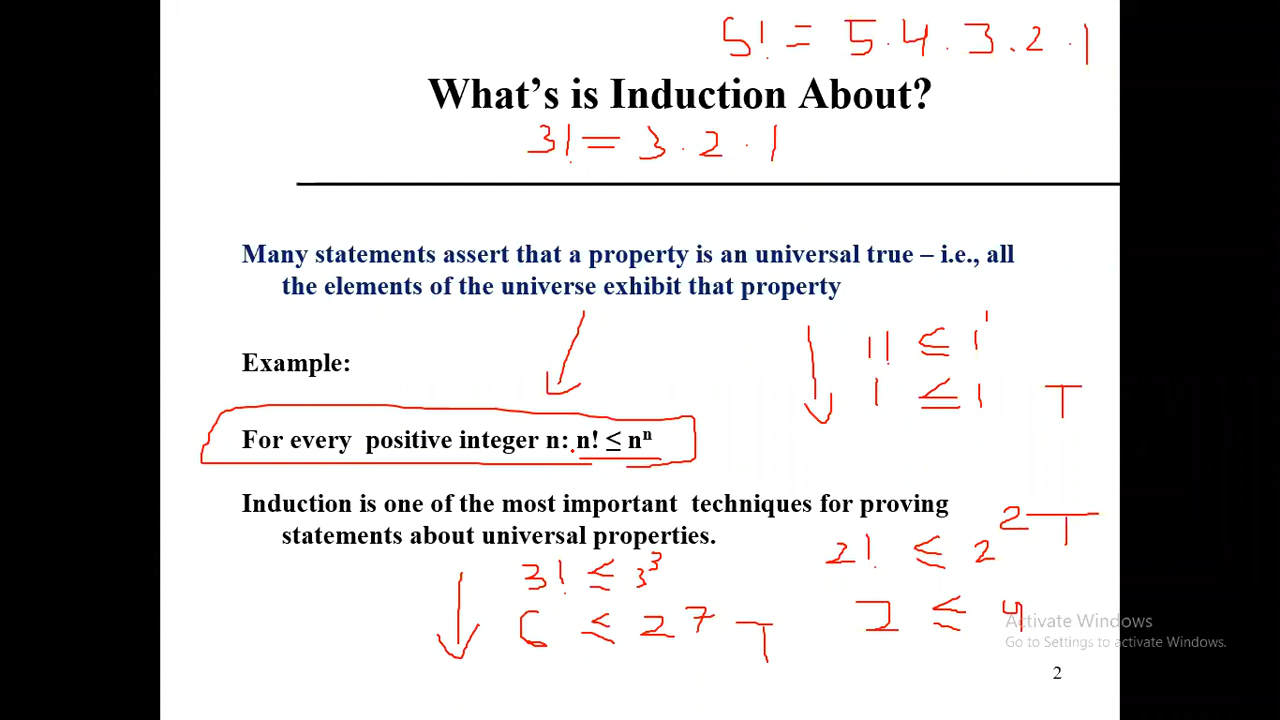 5! = 5.4.3.2.1
What's is Induction About?
3! = 3.2.1
Many statements assert that a property is an universal true – i.e., all
the elements of the universe exhibit that property
1! ≤ 1¹
Example:
1 ≤ 1 T
For every positive integer n: n! ≤ nⁿ
Induction is one of the most important techniques for proving
statements about universal properties.
2! ≤ 2² T
3! ≤ 3³
2 ≤ 4
6 ≤ 27 T
Activate Windows
Go to Settings to activate Windows.
2